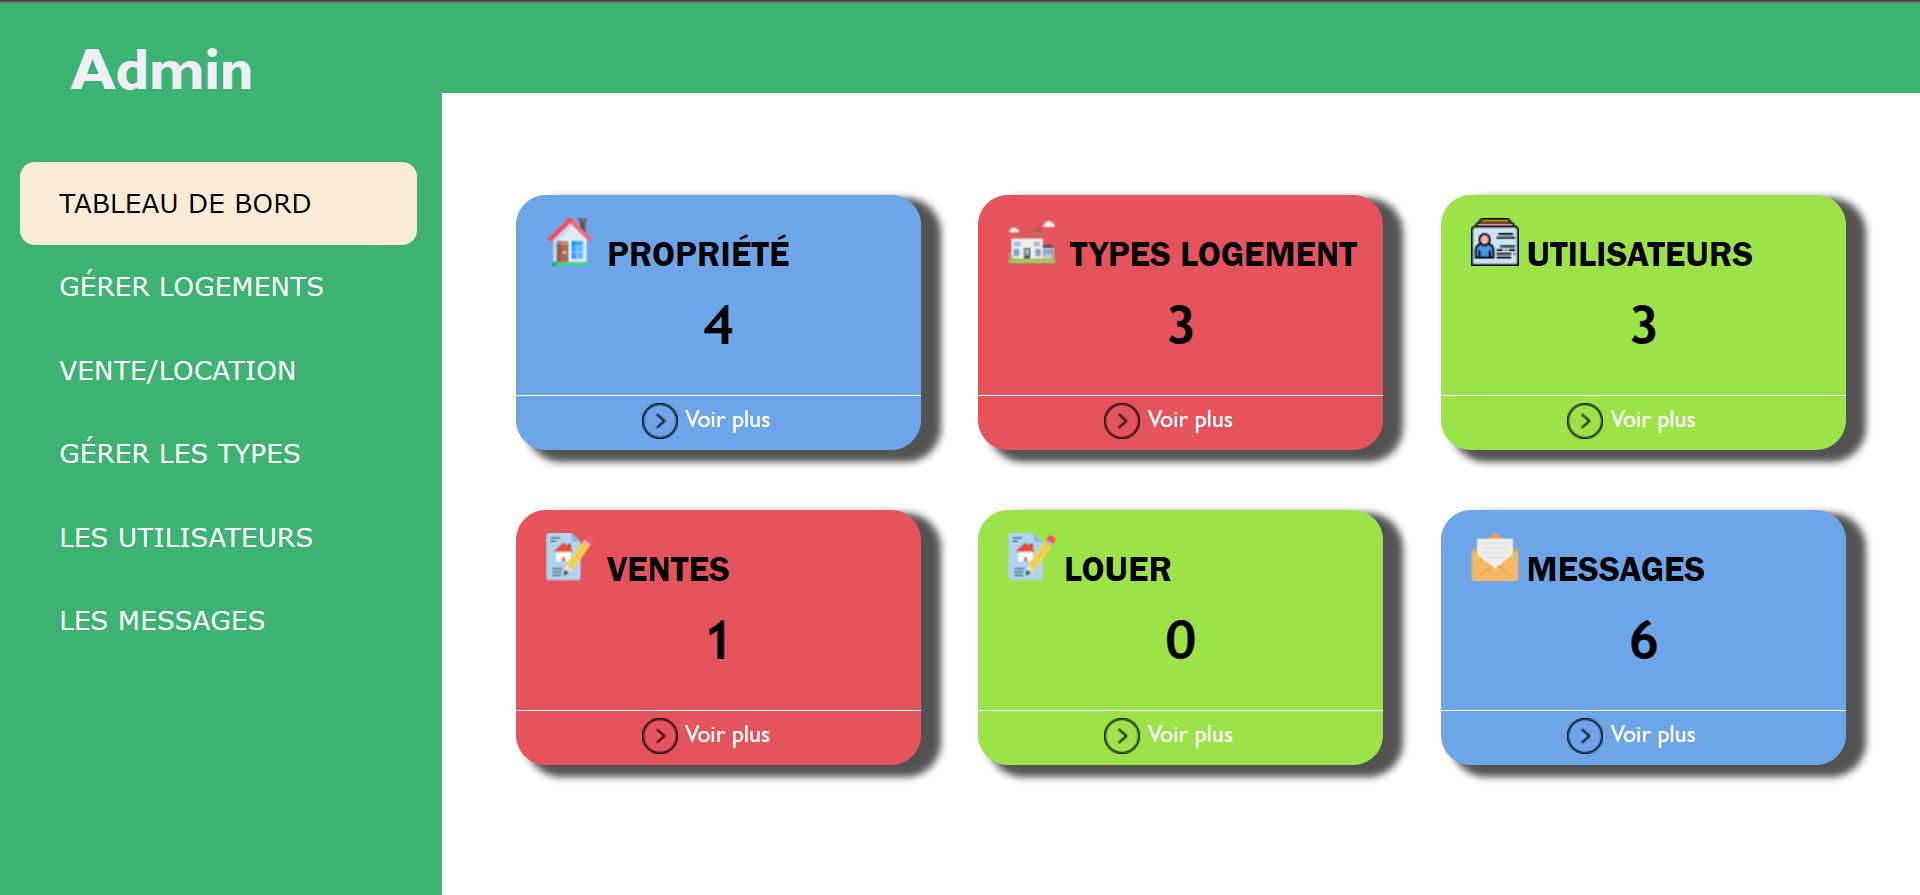 Admin
TABLEAU DE BORD
GÉRER LOGEMENTS
VENTE/LOCATION
GÉRER LES TYPES
LES UTILISATEURS
LES MESSAGES
PROPRIÉTÉ
4
Voir plus
TYPES LOGEMENT
3
Voir plus
UTILISATEURS
3
Voir plus
VENTES
1
Voir plus
LOUER
0
Voir plus
MESSAGES
6
Voir plus